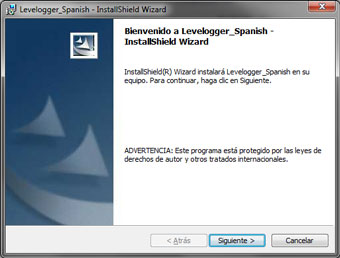 Levelogger_Spanish - InstallShield Wizard
Bienvenido a Levelogger_Spanish -
InstallShield Wizard
InstallShield(R) Wizard instalará Levelogger_Spanish en su
equipo. Para continuar, haga clic en Siguiente.
ADVERTENCIA: Este programa está protegido por las leyes de
derechos de autor y otros tratados internacionales.
< Atrás
Siguiente >
Cancelar